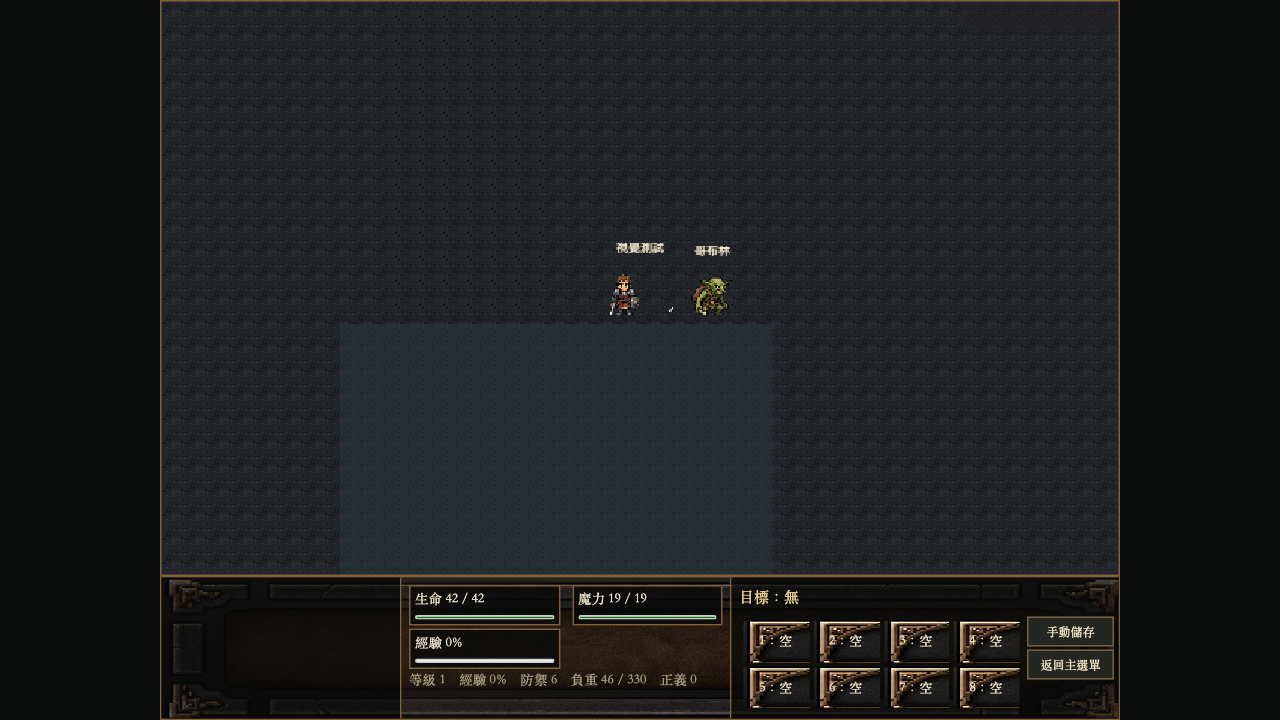 視覺測試
哥布林
生命 42 / 42
魔力 19 / 19
經驗 0%
等級 1 經驗 0% 防禦 6 負重 46 / 330 正義 0
目標：無
1：空 2：空 3：空 4：空
5：空 6：空 7：空 8：空
手動儲存
返回主選單